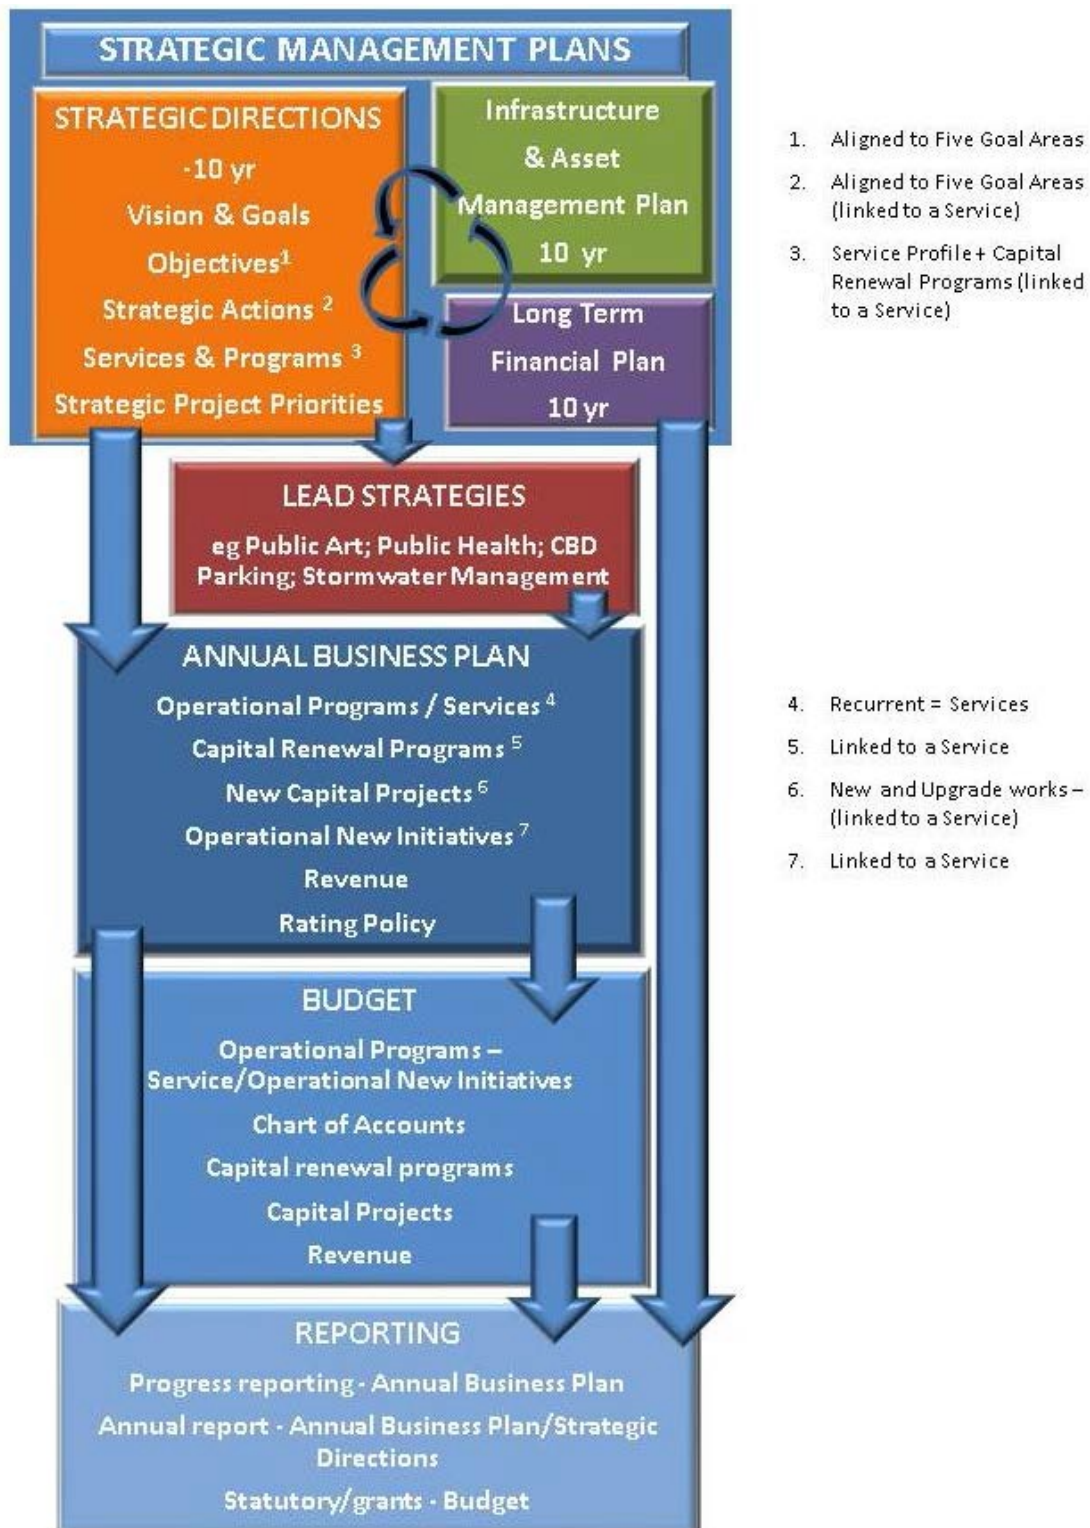 STRATEGIC MANAGEMENT PLANS
STRATEGIC DIRECTIONS
-10 yr
Vision & Goals
Objectives¹
Strategic Actions ²
Services & Programs ³
Strategic Project Priorities
Infrastructure
& Asset
Management Plan
10 yr
Long Term
Financial Plan
10 yr
1. Aligned to Five Goal Areas
2. Aligned to Five Goal Areas
(linked to a Service)
3. Service Profile + Capital
Renewal Programs (linked
to a Service)
LEAD STRATEGIES
eg Public Art; Public Health; CBD
Parking; Stormwater Management
ANNUAL BUSINESS PLAN
Operational Programs / Services ⁴
Capital Renewal Programs ⁵
New Capital Projects ⁶
Operational New Initiatives ⁷
Revenue
Rating Policy
4. Recurrent = Services
5. Linked to a Service
6. New and Upgrade works –
(linked to a Service)
7. Linked to a Service
BUDGET
Operational Programs –
Service/Operational New Initiatives
Chart of Accounts
Capital renewal programs
Capital Projects
Revenue
REPORTING
Progress reporting - Annual Business Plan
Annual report - Annual Business Plan/Strategic
Directions
Statutory/grants - Budget